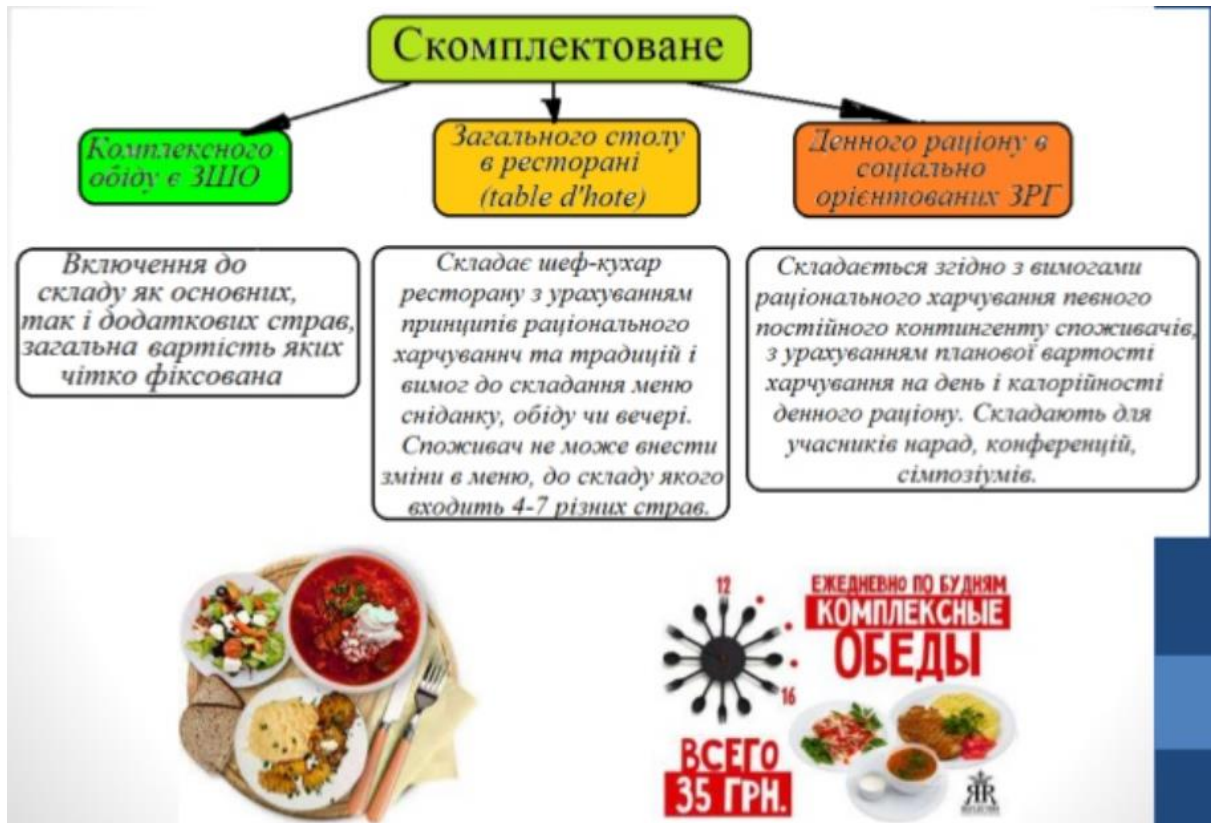 Скомплектоване
Комплексного
обіду в ЗШО
Загального столу
в ресторані
(table d'hote)
Денного раціону в
соціально
орієнтованих ЗРГ
Включення до
складу як основних,
так і додаткових страв,
загальна вартість яких
чітко фіксована
Складає шеф-кухар
ресторану з урахуванням
принципів раціонального
харчуваннч та традицій і
вимог до складання меню
сніданку, обіду чи вечері.
Споживач не може внести
зміни в меню, до складу якого
входить 4-7 різних страв.
Складається згідно з вимогами
раціонального харчування певного
постійного контингенту споживачів,
з урахуванням планової вартості
харчування на день і калорійності
денного раціону. Складають для
учасників нарад, конференцій,
сімпозіумів.
12
16
ЕЖЕДНЕВНО ПО БУДНЯМ
КОМПЛЕКСНЫЕ
ОБЕДЫ
ВСЕГО
35 ГРН.